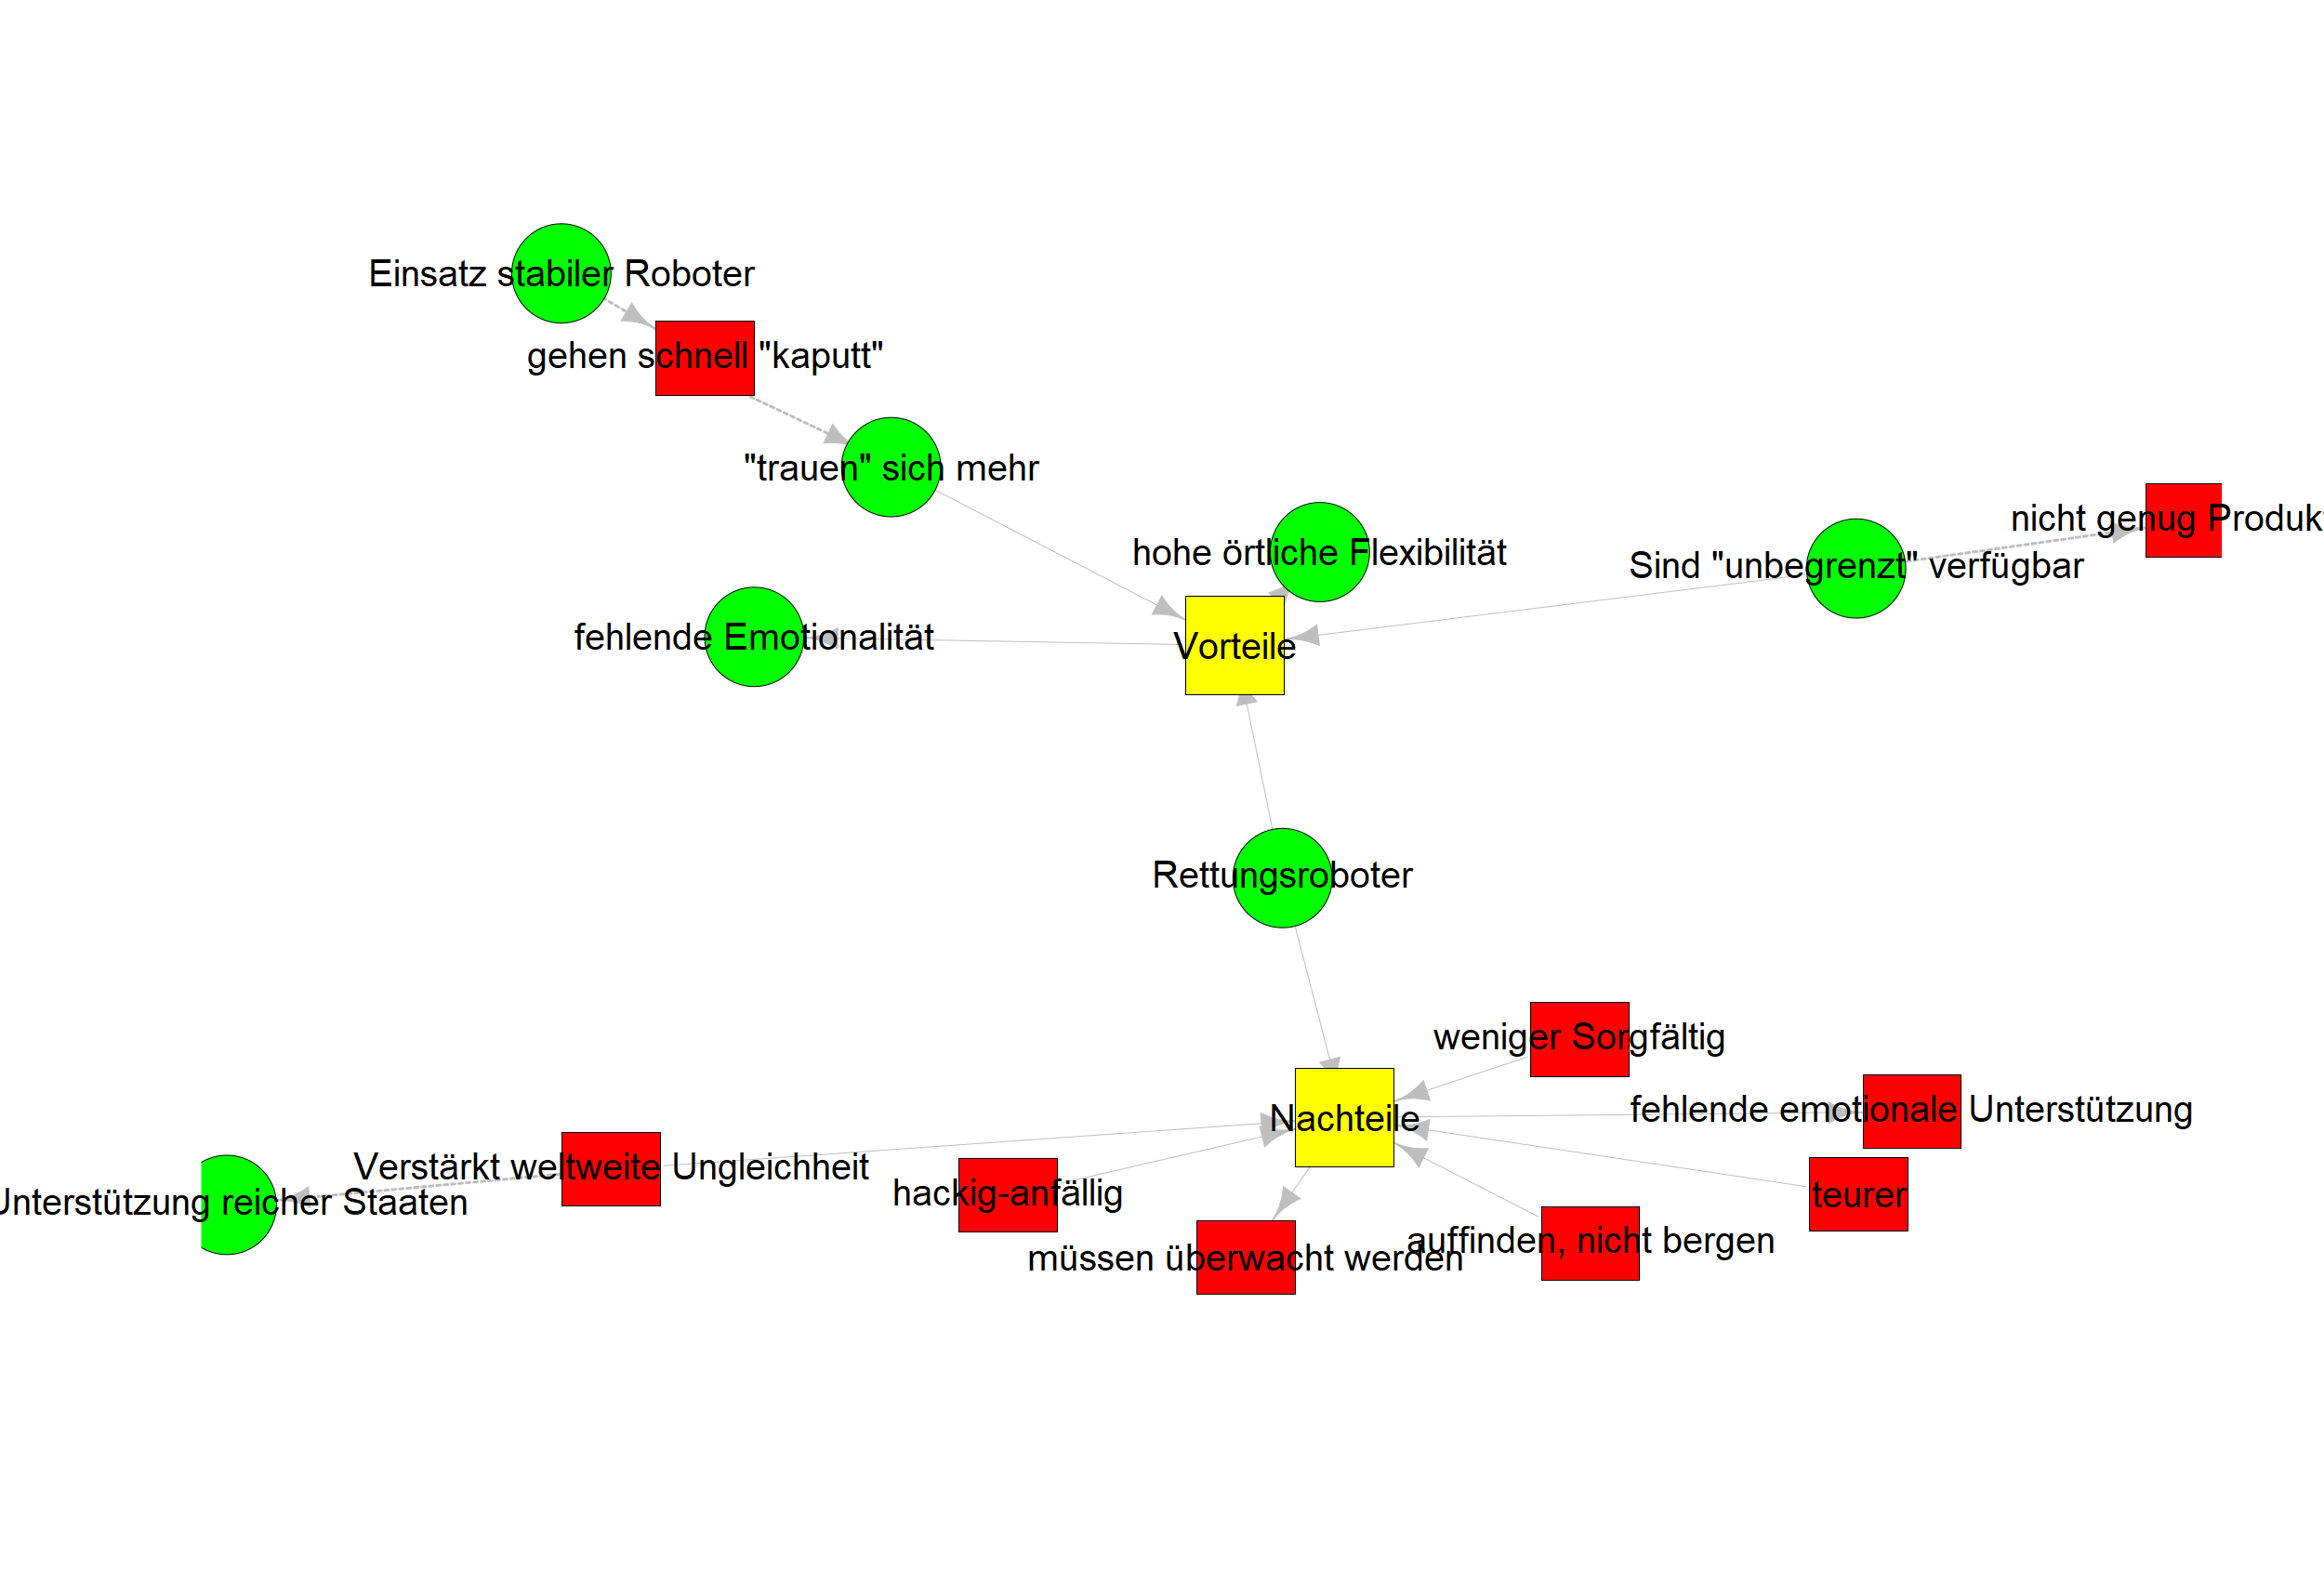 Einsatz stabiler Roboter
gehen schnell "kaputt"
"trauen" sich mehr
nicht genug
hohe örtliche Flexibilität
Sind "unbegrenzt" verfügbar
fehlende Emotionalität
Vorteile
Rettungsroboter
weniger Sorgfältig
fehlende emotionale Unterstützung
Nachteile
Verstärkt weltweite Ungleichheit
hackig-anfällig
teurer
Unterstützung reicher Staaten
auffinden, nicht bergen
müssen überwacht werden